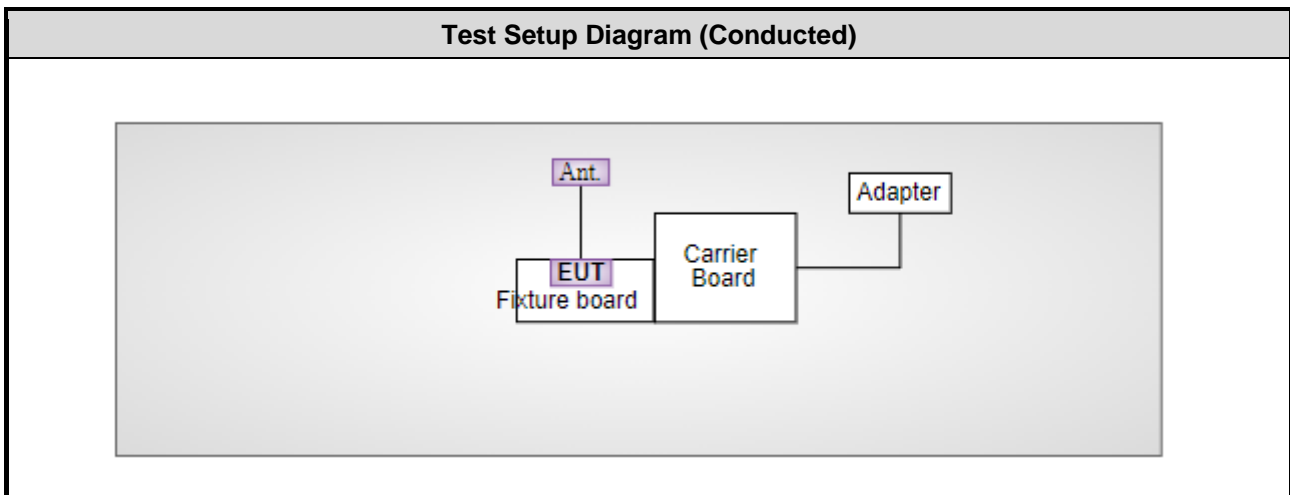 Test Setup Diagram (Conducted)
Ant.
Adapter
EUT
Fixture board
Carrier
Board